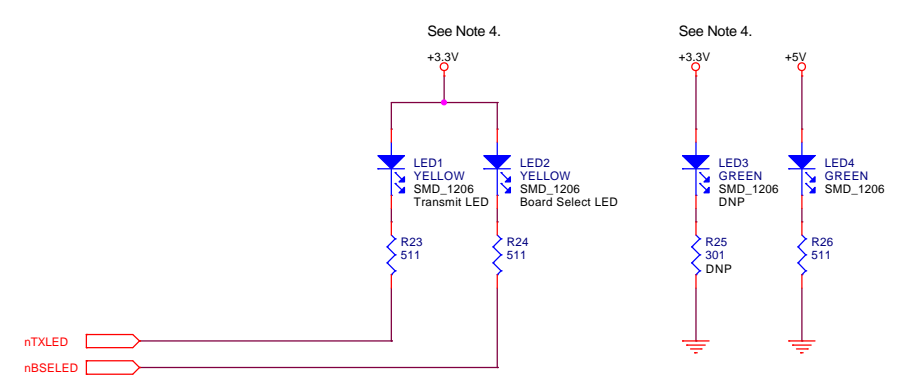 See Note 4.
See Note 4.
+3.3V
+3.3V
+5V
LED1
YELLOW
SMD_1206
Transmit LED
LED2
YELLOW
SMD_1206
Board Select LED
LED3
GREEN
SMD_1206
DNP
LED4
GREEN
SMD_1206
R23
511
R24
511
R25
301
DNP
R26
511
nTXLED
nBSELED